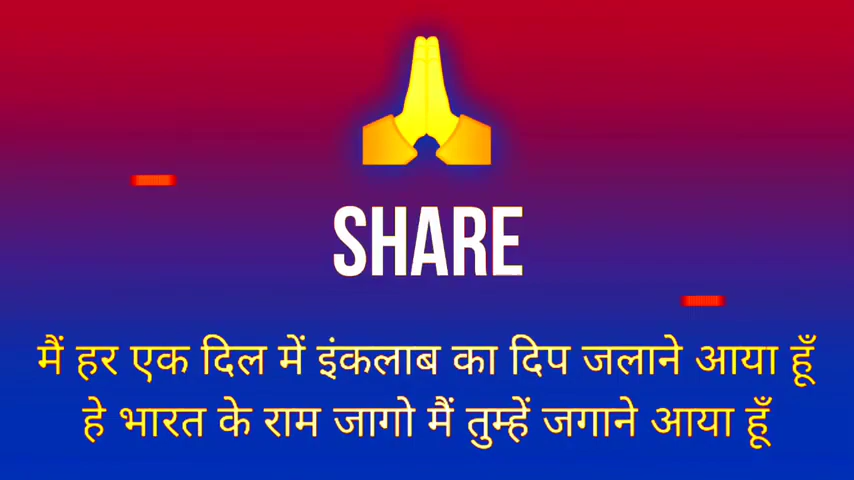 SHARE
मैं हर एक दिल में इंकलाब का दिप जलाने आया हूँ
हे भारत के राम जागो मैं तुम्हें जगाने आया हूँ